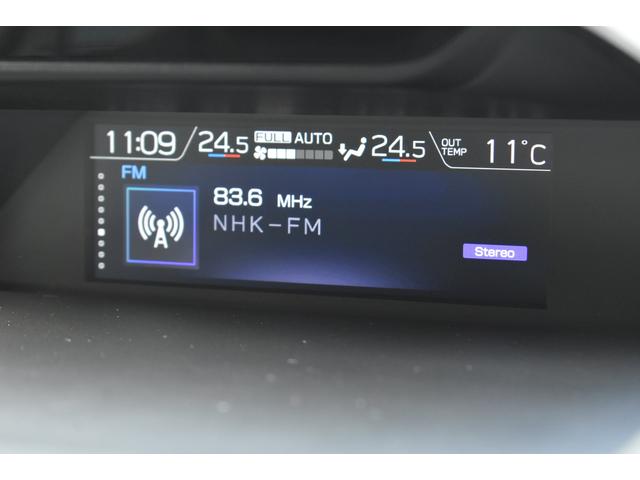 11:09 24.5 FULL AUTO 24.5 OUT TEMP 11°C
FM
83.6 MHz
NHK-FM
Stereo